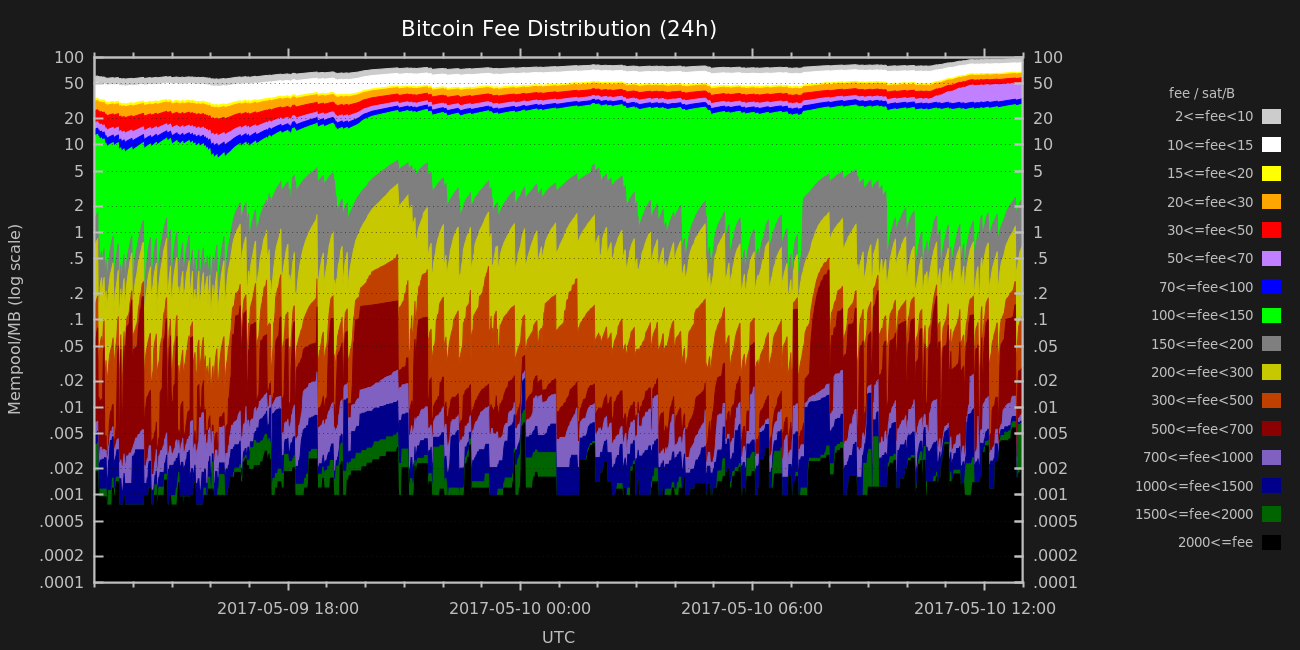 Bitcoin Fee Distribution (24h)
100
50
20
10
5
2
1
.5
.2
.1
.05
.02
.01
.005
.002
.001
.0005
.0002
.0001
Mempool/MB (log scale)
100
50
20
10
5
2
1
.5
.2
.1
.05
.02
.01
.005
.002
.001
.0005
.0002
.0001
2017-05-09 18:00
2017-05-10 00:00
2017-05-10 06:00
2017-05-10 12:00
UTC
fee / sat/B
2<=fee<10
10<=fee<15
15<=fee<20
20<=fee<30
30<=fee<50
50<=fee<70
70<=fee<100
100<=fee<150
150<=fee<200
200<=fee<300
300<=fee<500
500<=fee<700
700<=fee<1000
1000<=fee<1500
1500<=fee<2000
2000<=fee